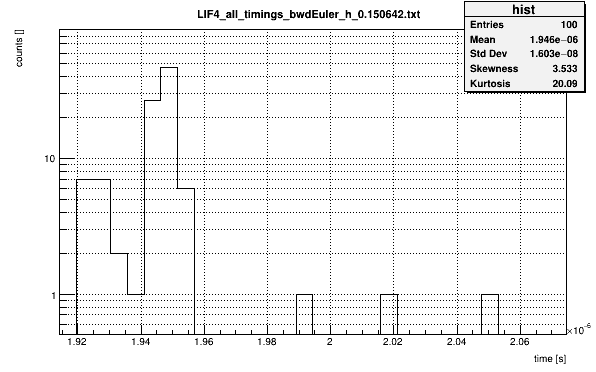 LIF4_all_timings_bwdEuler_h_0.150642.txt
hist
Entries 100
Mean 1.946e−06
Std Dev 1.603e−08
Skewness 3.533
Kurtosis 20.09
counts []
10
1
1.92 1.94 1.96 1.98 2 2.02 2.04 2.06
×10⁻⁶
time [s]